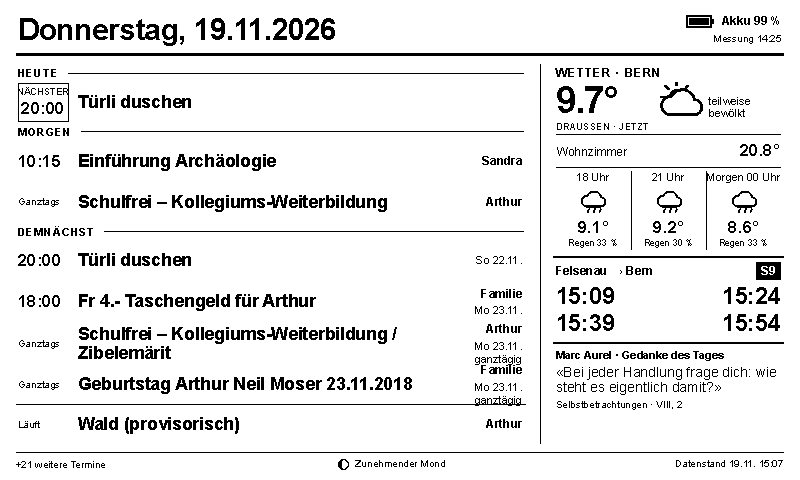 Donnerstag, 19.11.2026
Akku 99 %
Messung 14:25
HEUTE
NÄCHSTER
20:00 Türli duschen
MORGEN
10:15 Einführung Archäologie Sandra
Ganztags Schulfrei – Kollegiums-Weiterbildung Arthur
DEMNÄCHST
20:00 Türli duschen So 22.11.
18:00 Fr 4.- Taschengeld für Arthur Familie
Mo 23.11.
Ganztags Schulfrei – Kollegiums-Weiterbildung / Zibelemärit Arthur
Mo 23.11.
ganztägig
Ganztags Geburtstag Arthur Neil Moser 23.11.2018 Familie
Mo 23.11.
ganztägig
Läuft Wald (provisorisch) Arthur
WETTER · BERN
9.7° teilweise
bewölkt
DRAUSSEN · JETZT
Wohnzimmer 20.8°
18 Uhr 21 Uhr Morgen 00 Uhr
9.1° 9.2° 8.6°
Regen 33 % Regen 30 % Regen 33 %
Felsenau › Bern S9
15:09 15:24
15:39 15:54
Marc Aurel · Gedanke des Tages
«Bei jeder Handlung frage dich: wie
steht es eigentlich damit?»
Selbstbetrachtungen · VIII, 2
+21 weitere Termine Zunehmender Mond Datenstand 19.11. 15:07